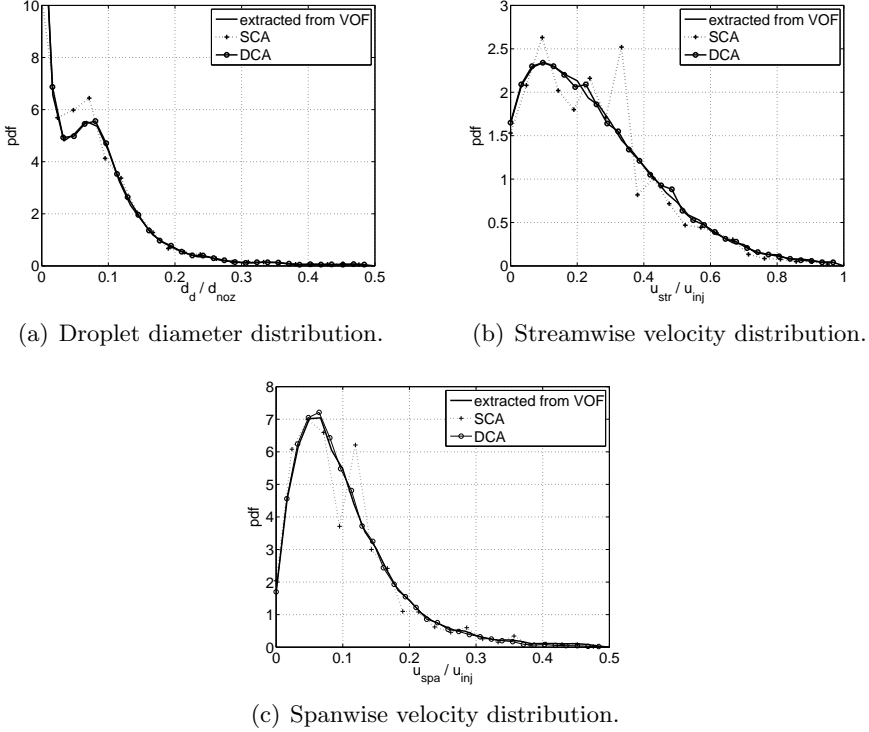 10
8
6
4
2
0
pdf
0
0.1
0.2
0.3
0.4
0.5
d_d / d_noz
extracted from VOF
SCA
DCA
(a) Droplet diameter distribution.
3
2.5
2
1.5
1
0.5
0
pdf
0
0.2
0.4
0.6
0.8
1
u_str / u_inj
extracted from VOF
SCA
DCA
(b) Streamwise velocity distribution.
8
7
6
5
4
3
2
1
0
pdf
0
0.1
0.2
0.3
0.4
0.5
u_spa / u_inj
extracted from VOF
SCA
DCA
(c) Spanwise velocity distribution.